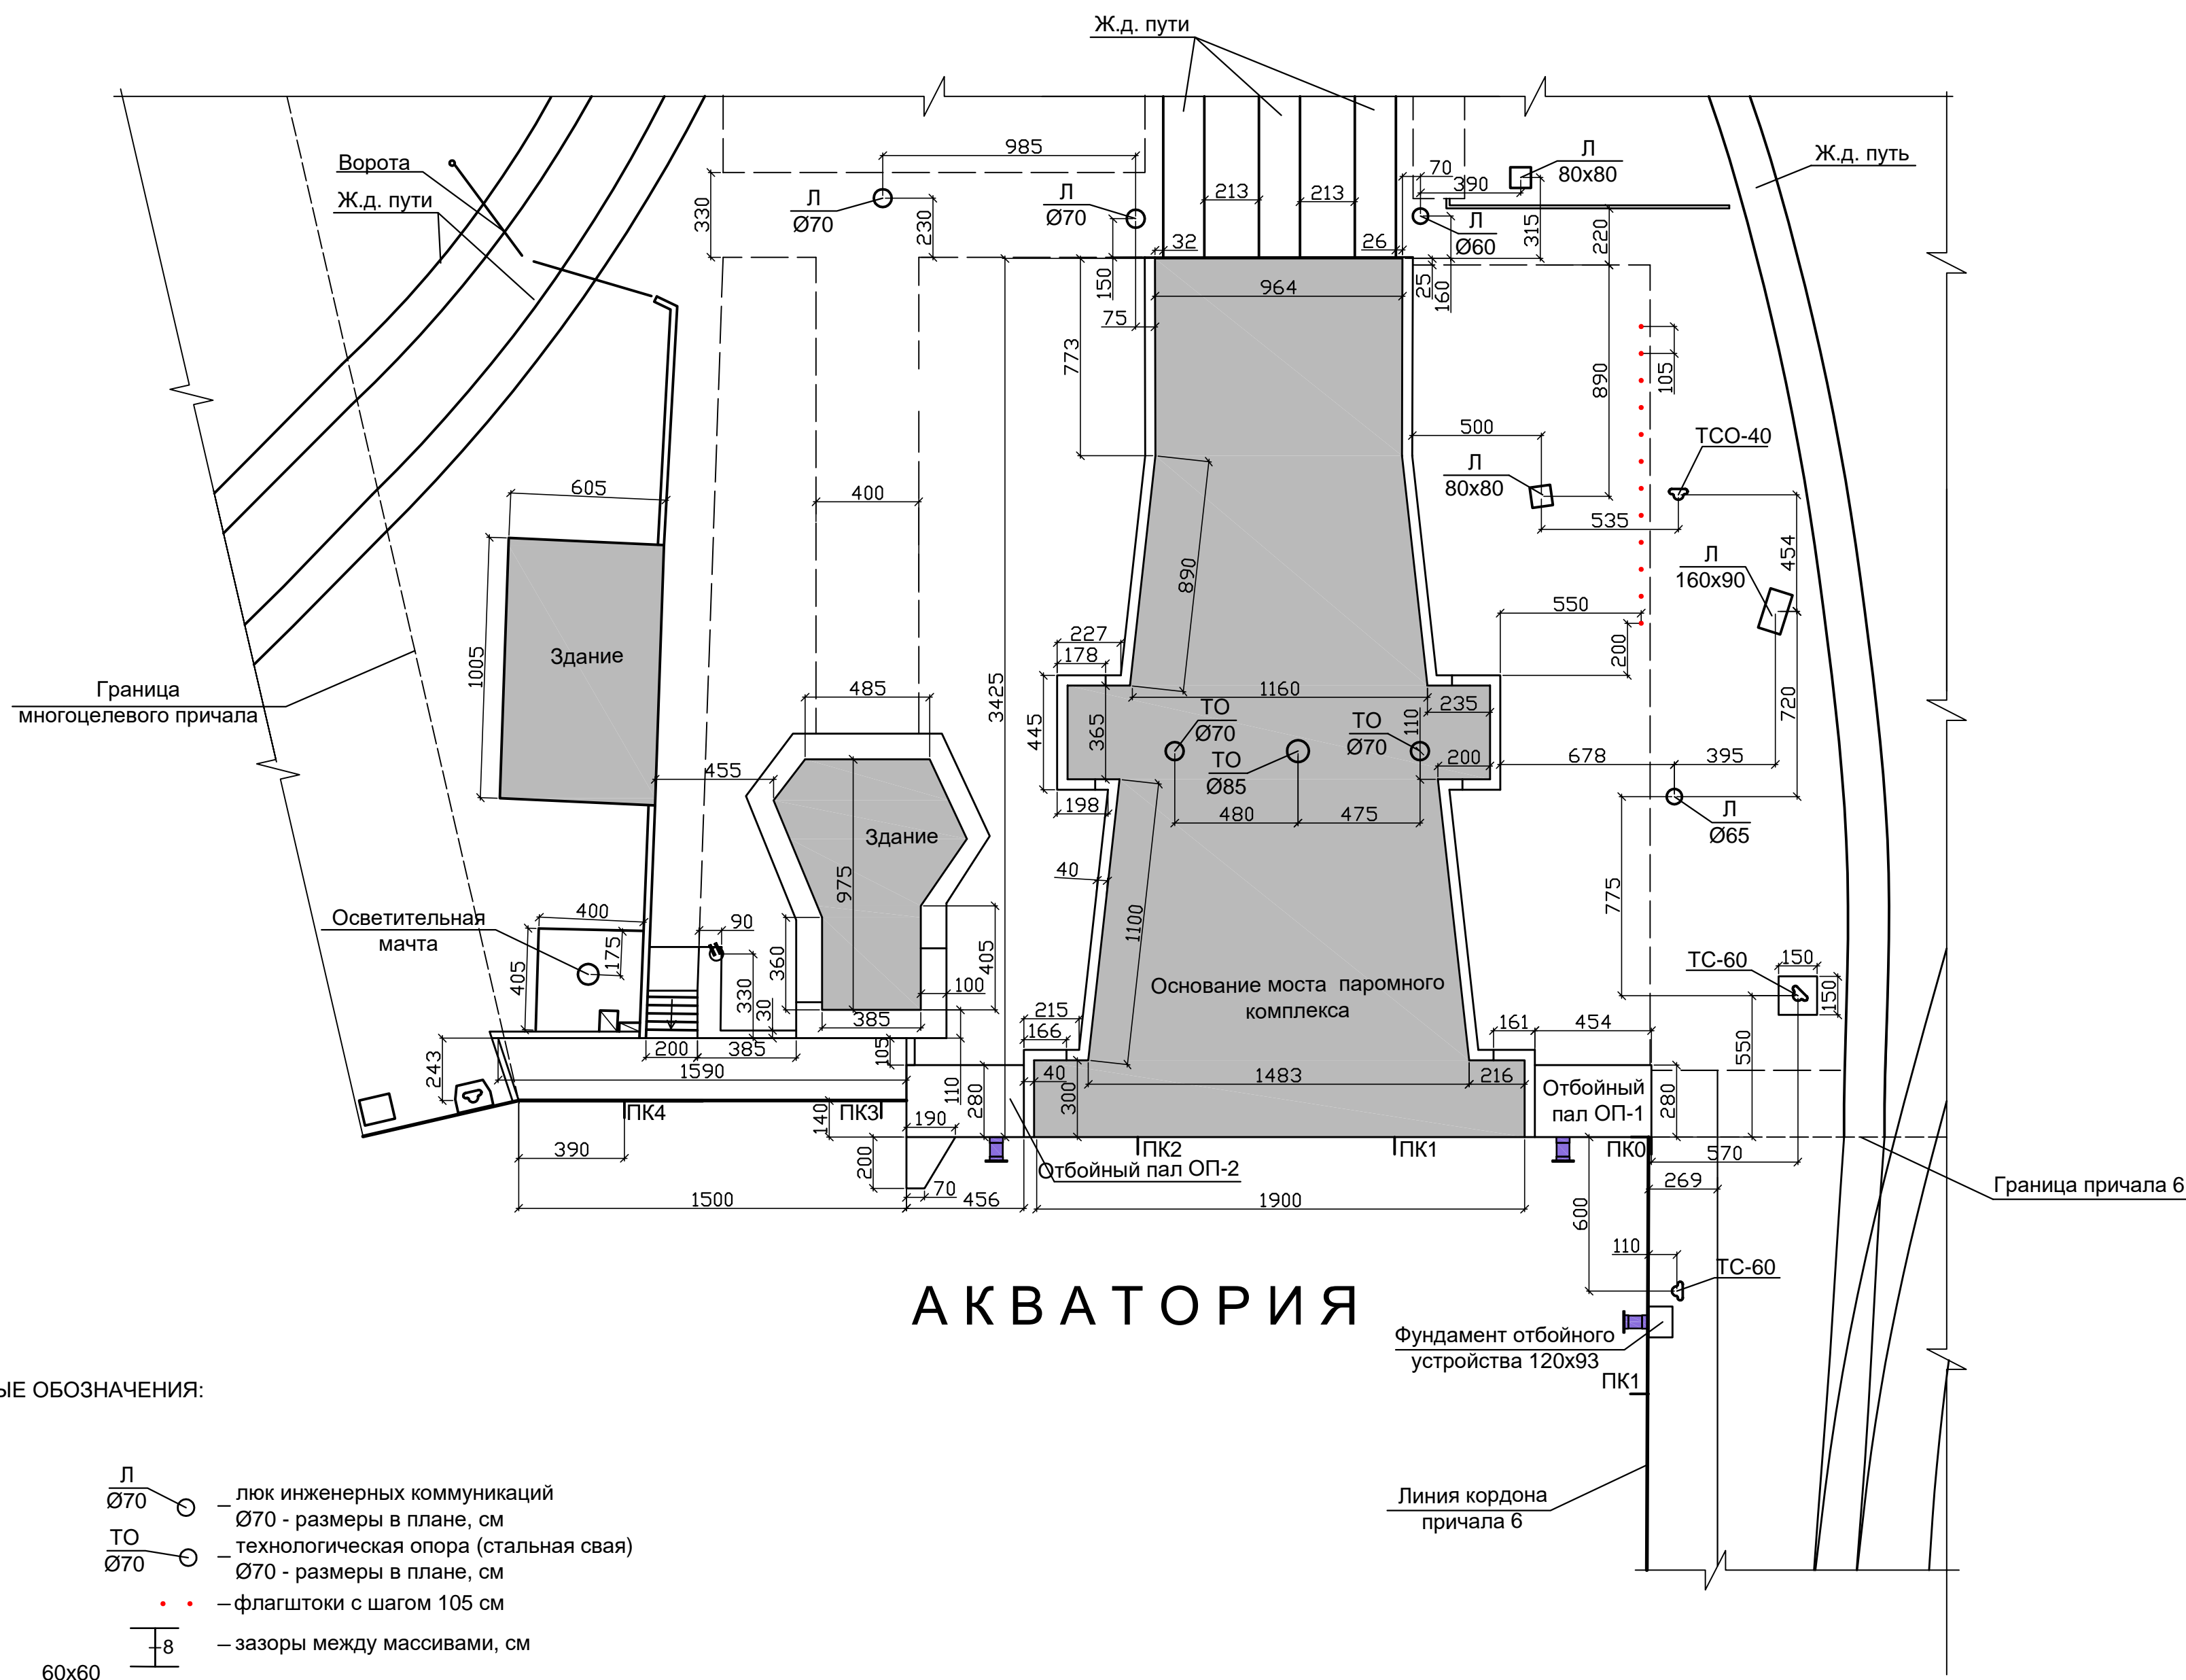 Ж.д. пути
985
70
Л
80x80
Ж.д. путь
Ворота
Ж.д. пути
330
Л
Ø70
230
Л
Ø70
213
213
390
315
220
Л
Ø60
32
26
150
75
964
25
160
773
890
105
500
ТСО-40
Л
80x80
605
400
535
454
Л
160x90
890
550
200
1005
Здание
227
178
Граница
многоцелевого причала
485
3425
445
365
1160
235
720
ТО
Ø70
ТО
Ø85
ТО
Ø70
110
200
678
395
455
198
480
475
Л
Ø65
Здание
975
40
775
Осветительная
мачта
400
175
90
405
360
405
1100
330
30
100
385
ТС-60
150
150
Основание моста паромного
комплекса
215
166
161
454
550
243
200
385
105
1590
110
280
40
300
1483
216
Отбойный
пал ОП-1
280
ПК4
ПК3
140
190
390
200
70
ПК2
ПК1
ПК0
Отбойный пал ОП-2
570
269
Граница причала 6
1500
456
1900
600
110
ТС-60
АКВАТОРИЯ
Фундамент отбойного
устройства 120x93
ПК1
ЫЕ ОБОЗНАЧЕНИЯ:
Линия кордона
причала 6
Л
Ø70
– люк инженерных коммуникаций
Ø70 - размеры в плане, см
ТО
Ø70
– технологическая опора (стальная свая)
Ø70 - размеры в плане, см
– флагштоки с шагом 105 см
8
– зазоры между массивами, см
60x60